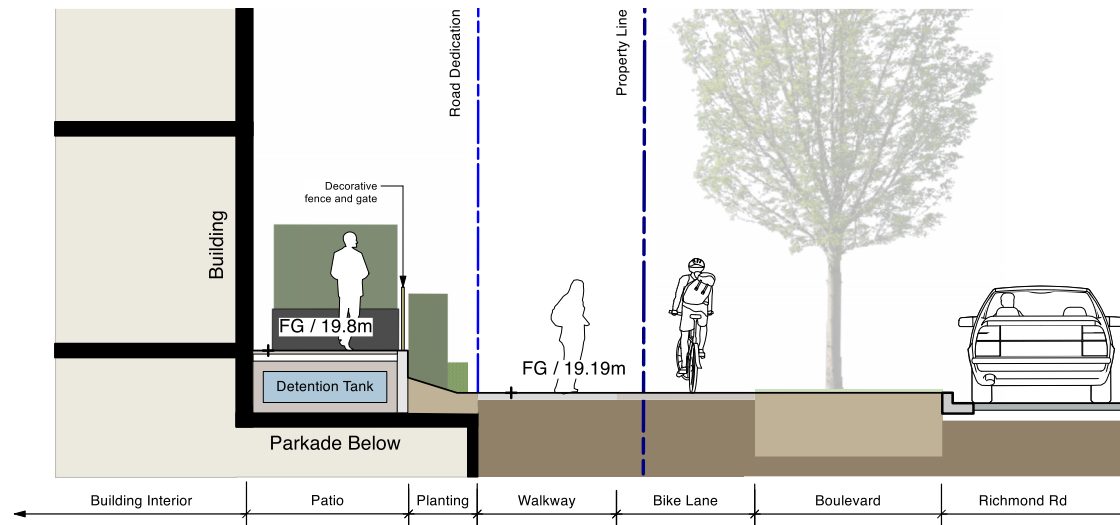 Road Dedication
Property Line
Decorative
fence and gate
Building
FG / 19.8m
FG / 19.19m
Detention Tank
Parkade Below
Building Interior
Patio
Planting
Walkway
Bike Lane
Boulevard
Richmond Rd